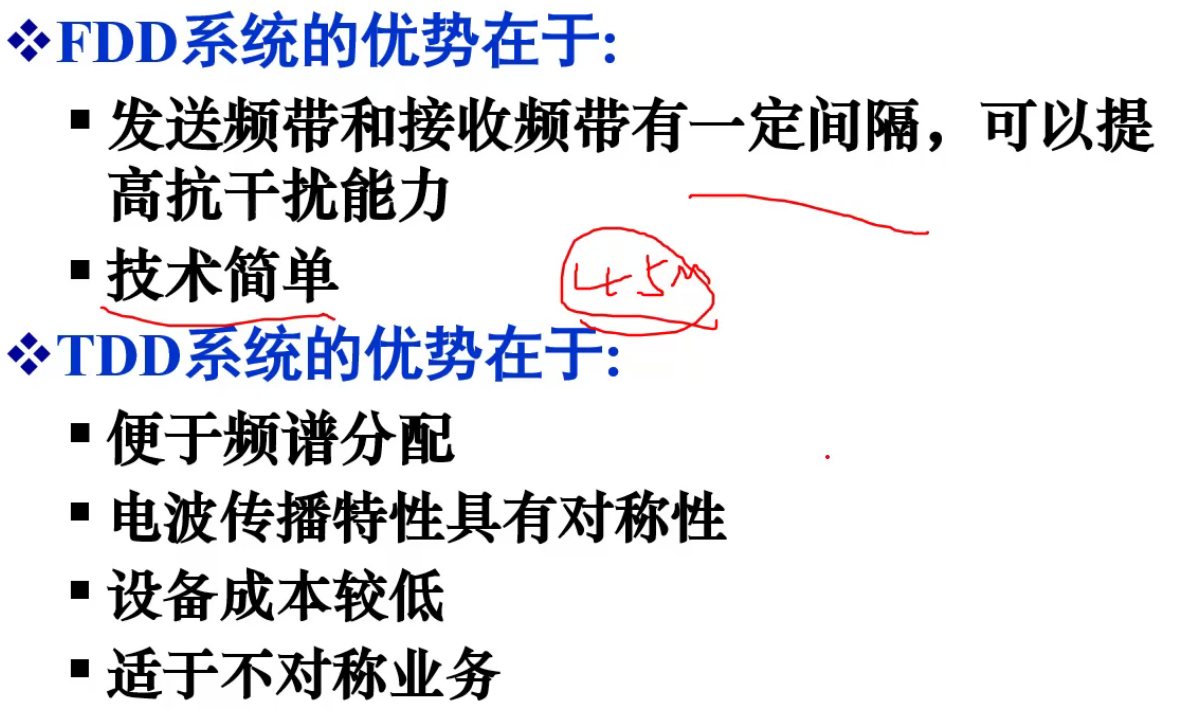 ❖FDD系统的优势在于:
▪ 发送频带和接收频带有一定间隔，可以提
高抗干扰能力
▪ 技术简单
45M
❖TDD系统的优势在于:
▪ 便于频谱分配
▪ 电波传播特性具有对称性
▪ 设备成本较低
▪ 适于不对称业务